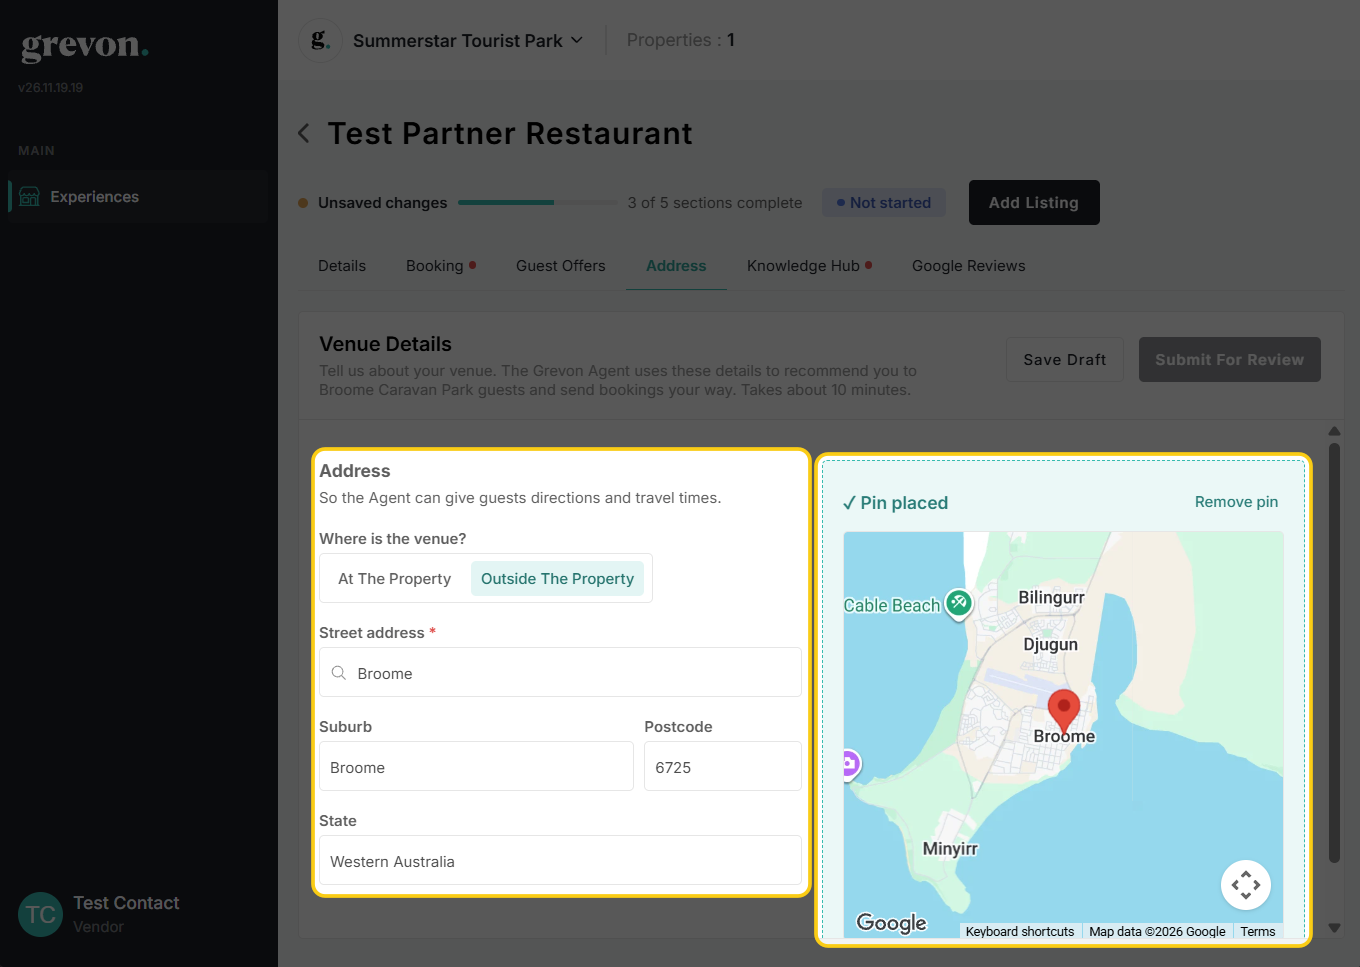 grevon.
v26.11.19.19
MAIN
Experiences
TC
Test Contact
Vendor
g.
Summerstar Tourist Park
Properties : 1
Test Partner Restaurant
Unsaved changes
3 of 5 sections complete
Not started
Add Listing
Details
Booking
Guest Offers
Address
Knowledge Hub
Google Reviews
Venue Details
Tell us about your venue. The Grevon Agent uses these details to recommend you to
Broome Caravan Park guests and send bookings your way. Takes about 10 minutes.
Save Draft
Submit For Review
Address
So the Agent can give guests directions and travel times.
Where is the venue?
At The Property
Outside The Property
Street address *
Broome
Suburb
Postcode
Broome
6725
State
Western Australia
✓ Pin placed
Remove pin
Cable Beach
Bilingurr
Djugun
Broome
Minyirr
Google
Keyboard shortcuts
Map data ©2026 Google
Terms